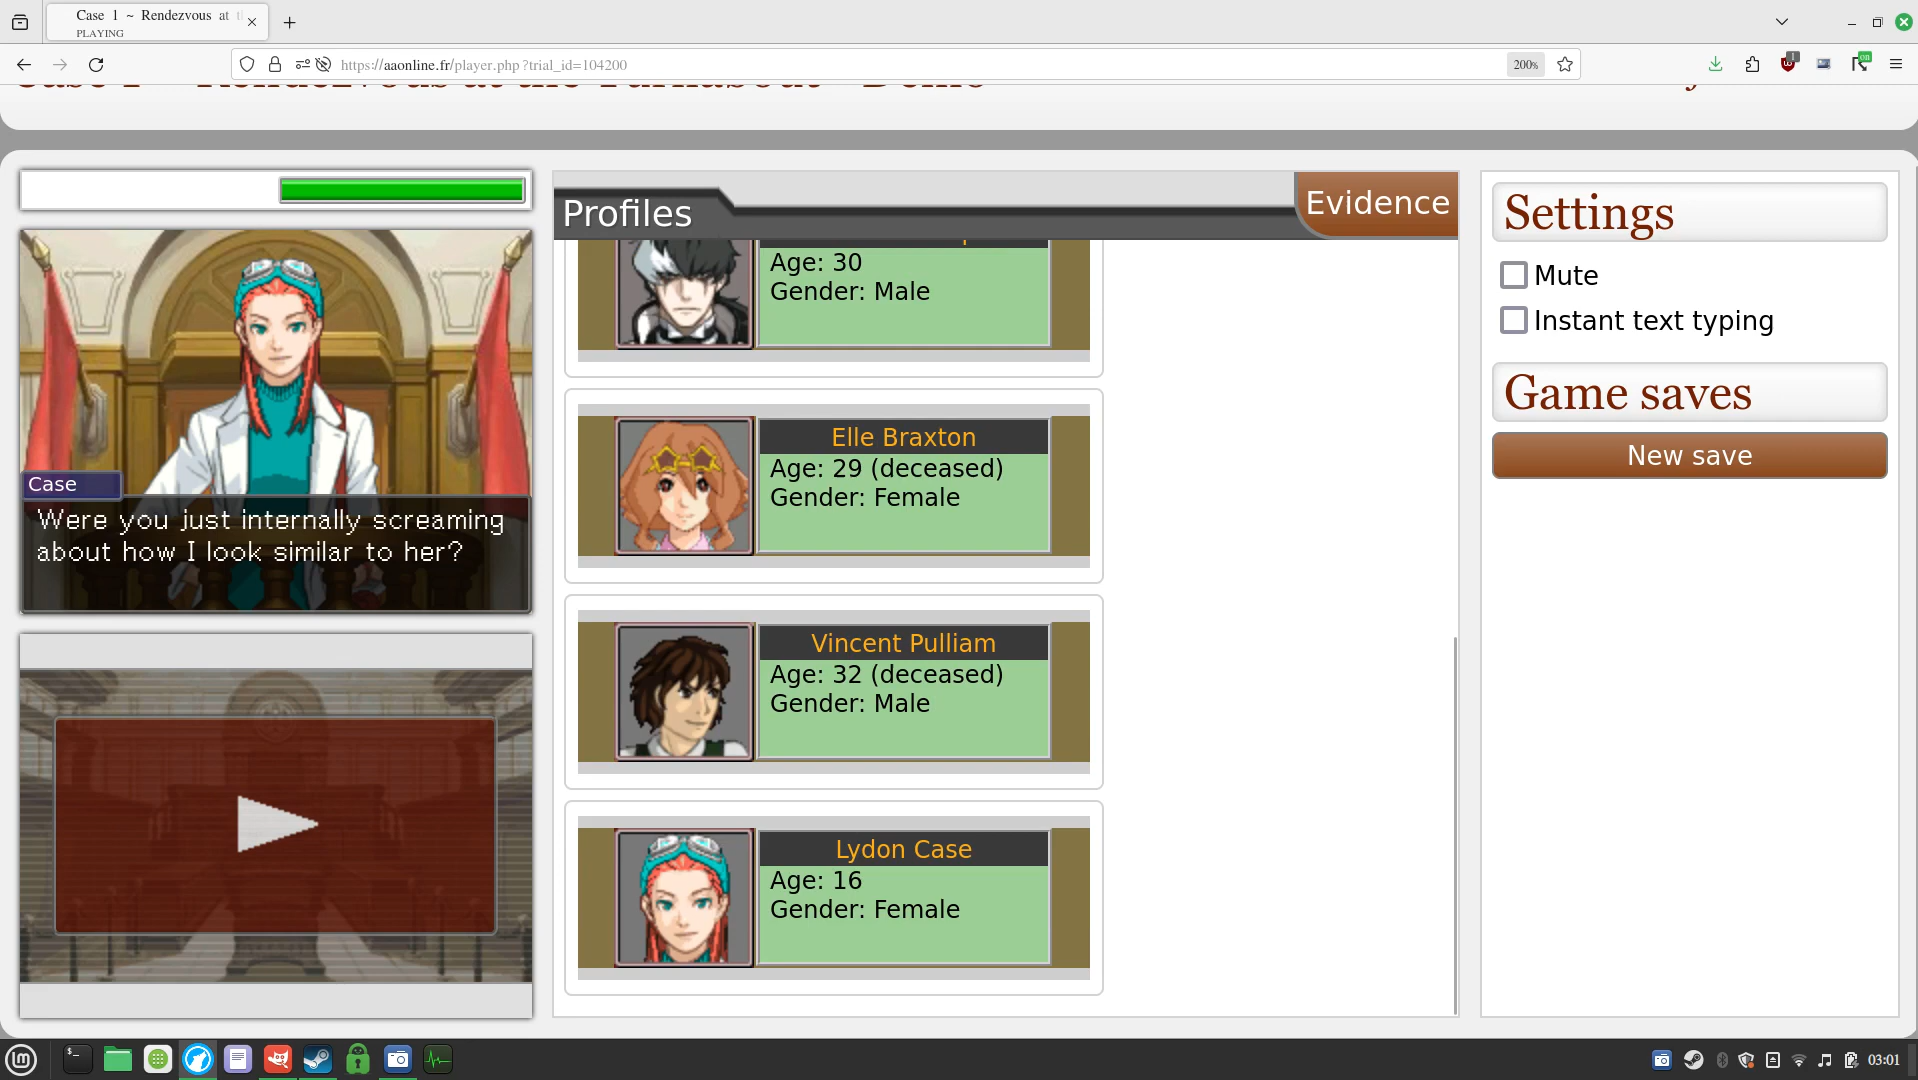 Case 1 ~ Rendezvous at
PLAYING
https://aaonline.fr/player.php?trial_id=104200
200%
Profiles
Evidence
Age: 30
Gender: Male
Elle Braxton
Age: 29 (deceased)
Gender: Female
Vincent Pulliam
Age: 32 (deceased)
Gender: Male
Lydon Case
Age: 16
Gender: Female
Case
Were you just internally screaming
about how I look similar to her?
Settings
Mute
Instant text typing
Game saves
New save
03:01